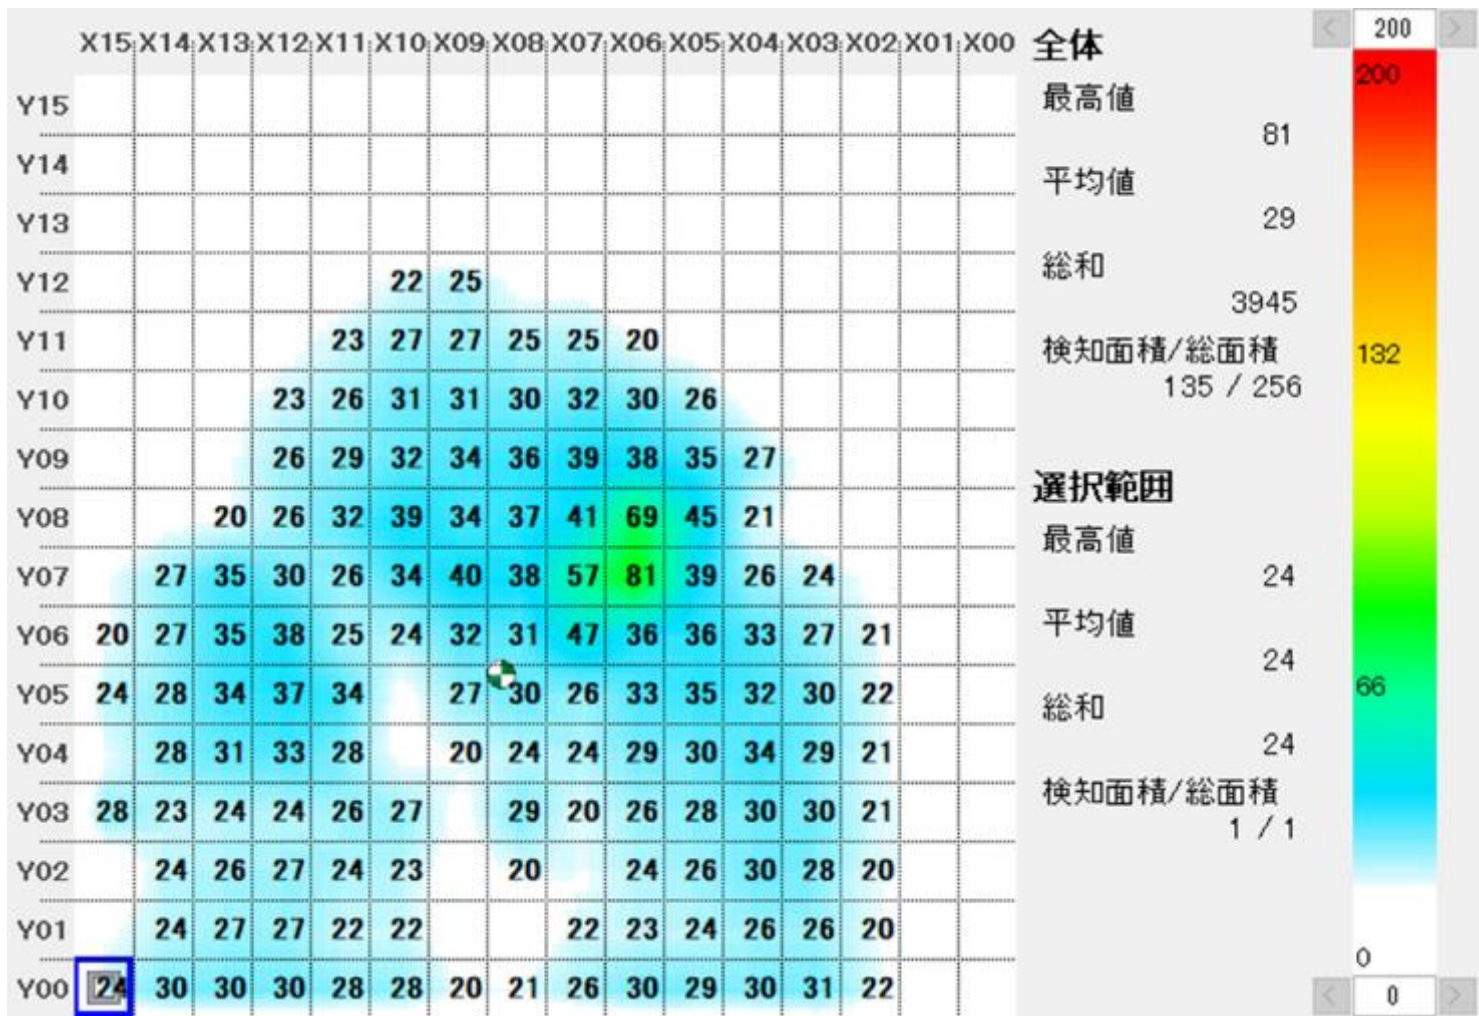 X15 X14 X13 X12 X11 X10 X09 X08 X07 X06 X05 X04 X03 X02 X01 X00
Y15
Y14
Y13
Y12 22 25
Y11 23 27 27 25 25 20
Y10 23 26 31 31 30 32 30 26
Y09 26 29 32 34 36 39 38 35 27
Y08 20 26 32 39 34 37 41 69 45 21
Y07 27 35 30 26 34 40 38 57 81 39 26 24
Y06 20 27 35 38 25 24 32 31 47 36 36 33 27 21
Y05 24 28 34 37 34 27 30 26 33 35 32 30 22
Y04 28 31 33 28 20 24 24 29 30 34 29 21
Y03 28 23 24 24 26 27 29 20 26 28 30 30 21
Y02 24 26 27 24 23 20 24 26 30 28 20
Y01 24 27 27 22 22 22 23 24 26 26 20
Y00 24 30 30 30 28 28 20 21 26 30 29 30 31 22
全体
最高値
81
平均値
29
総和
3945
検知面積/総面積
135 / 256
選択範囲
最高値
24
平均値
24
総和
24
検知面積/総面積
1 / 1
< 200 >
200
132
66
0
< 0 >